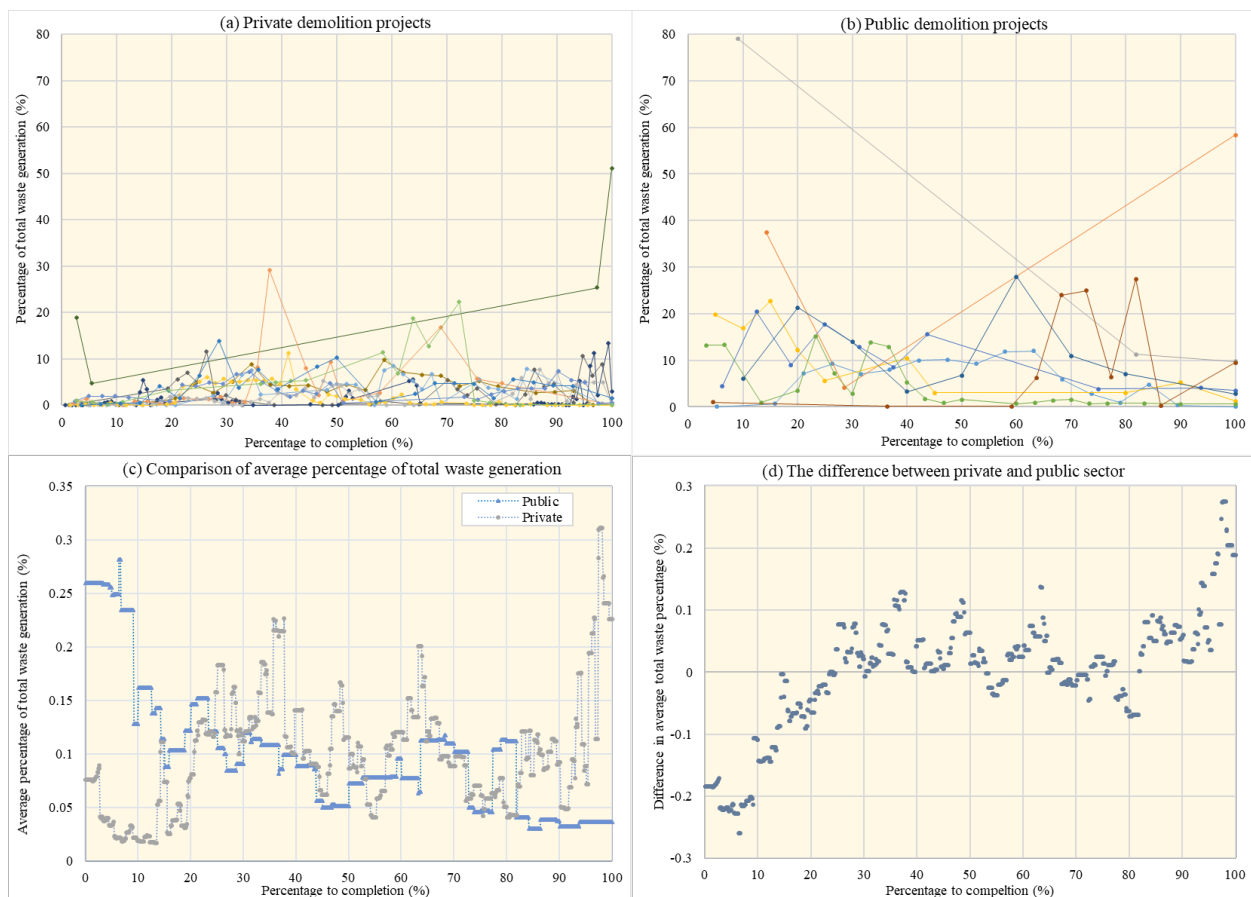 (a) Private demolition projects
80
70
60
50
40
30
20
10
0
0 10 20 30 40 50 60 70 80 90 100
Percentage of total waste generation (%)
Percentage to completion (%)
(b) Public demolition projects
80
70
60
50
40
30
20
10
0
0 10 20 30 40 50 60 70 80 90 100
Percentage of total waste generation (%)
Percentage to completion (%)
(c) Comparison of average percentage of total waste generation
0.35
0.3
0.25
0.2
0.15
0.1
0.05
0
0 10 20 30 40 50 60 70 80 90 100
Public
Private
Average percentage of total waste generation (%)
Percentage to completion (%)
(d) The difference between private and public sector
0.3
0.2
0.1
0
-0.1
-0.2
-0.3
0 10 20 30 40 50 60 70 80 90 100
Difference in average total waste percentage (%)
Percentage to compeltion (%)